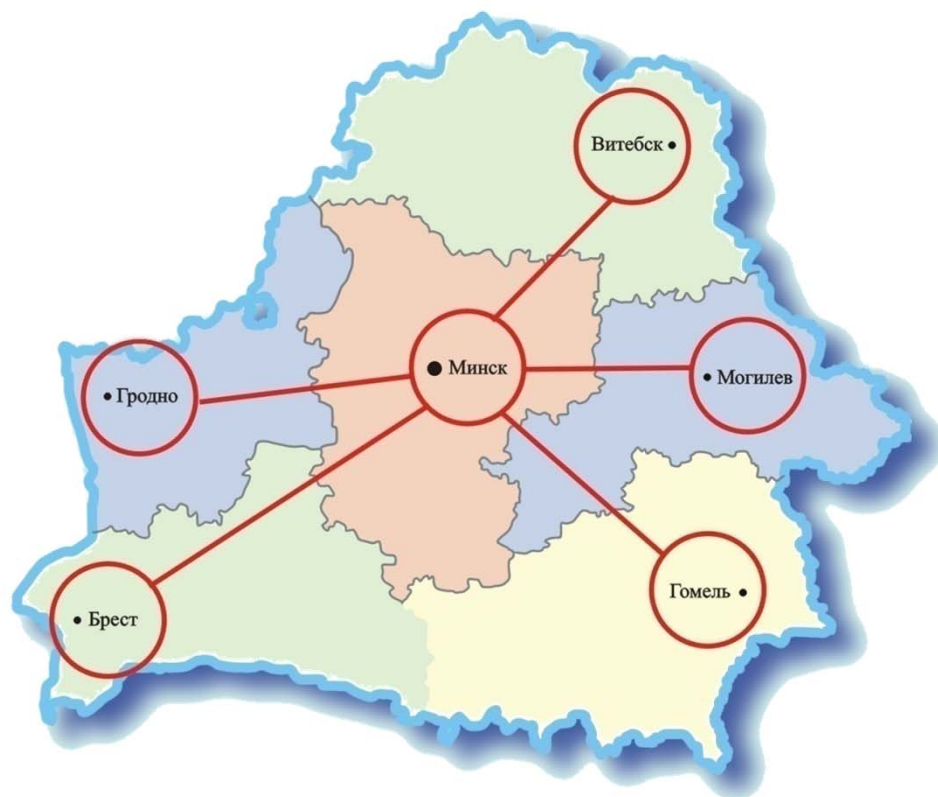 Витебск
Минск
Гродно
Могилев
Гомель
Брест